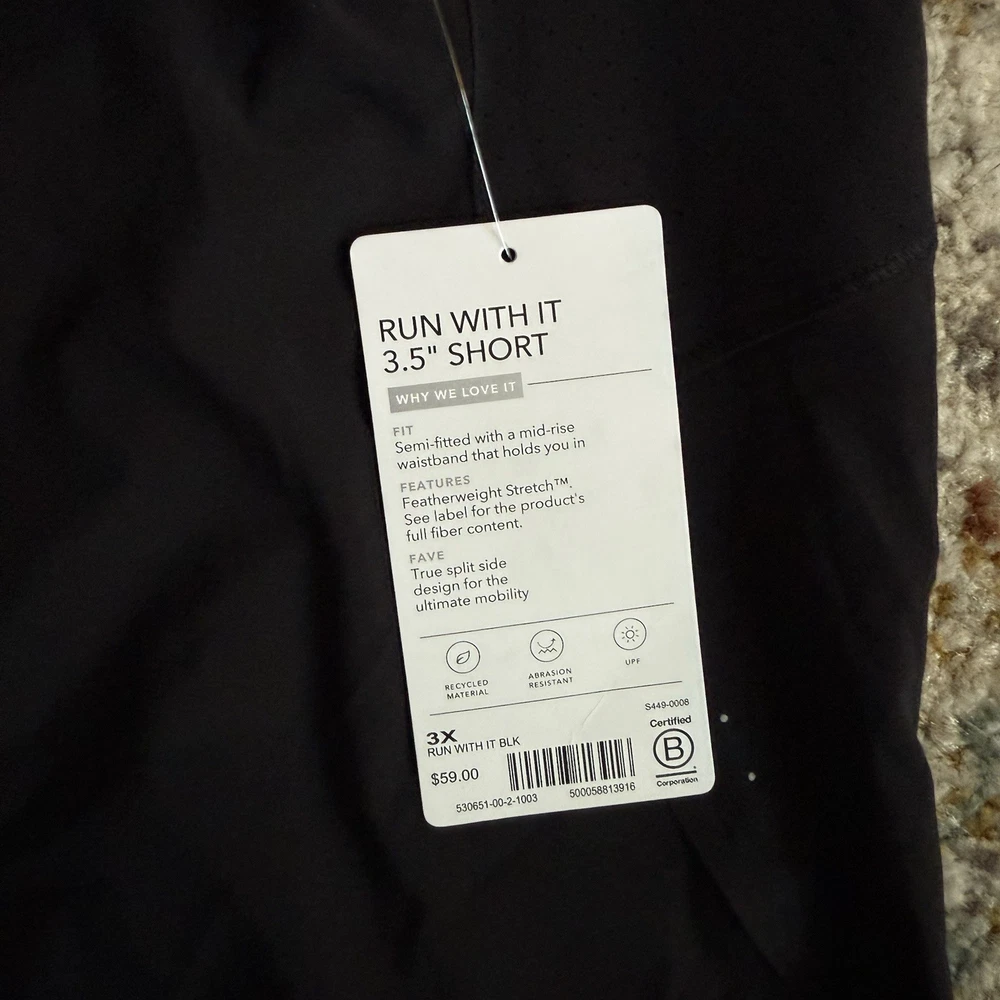 RUN WITH IT
3.5" SHORT
WHY WE LOVE IT
FIT
Semi-fitted with a mid-rise
waistband that holds you in
FEATURES
Featherweight Stretch™.
See label for the product's
full fiber content.
FAVE
True split side
design for the
ultimate mobility
RECYCLED
MATERIAL
ABRASION
RESISTANT
UPF
S449-0008
3X
RUN WITH IT BLK
$59.00
530651-00-2-1003
500058813916
Certified
B
Corporation